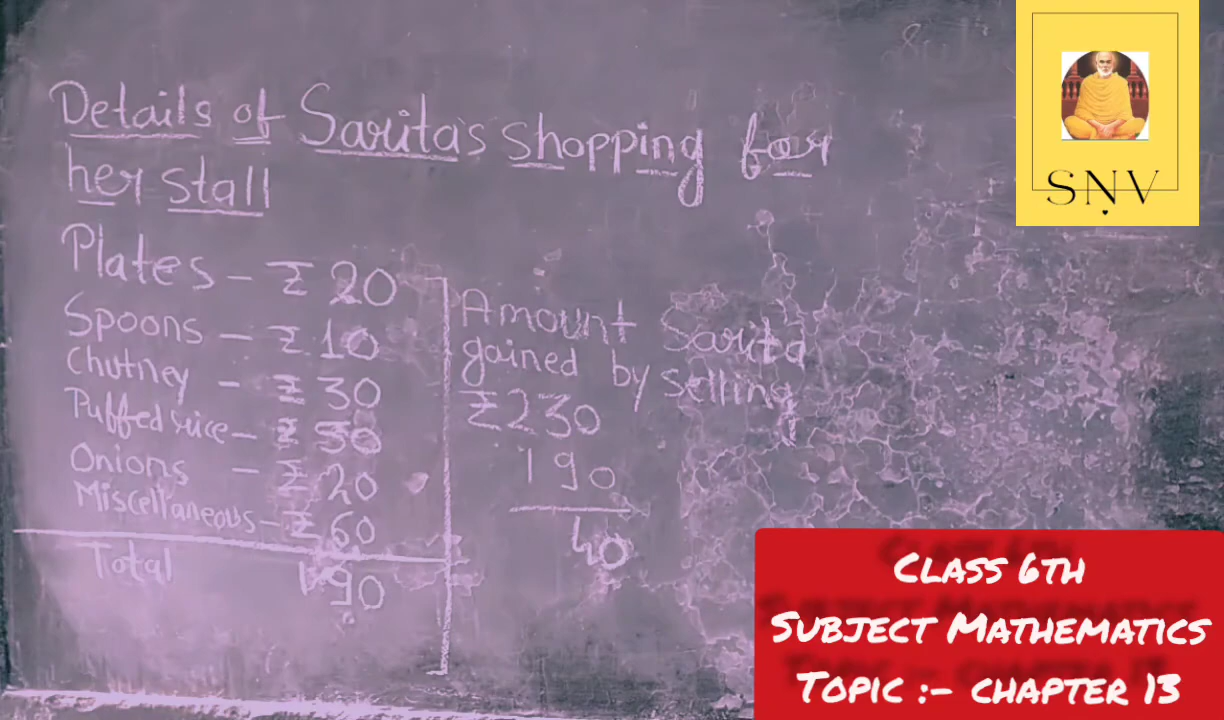 Details of Sarita's shopping for
her stall
Plates - ₹ 20
Spoons - ₹ 10
Chutney - ₹ 30
Puffed rice - ₹ 50
Onions - ₹ 20
Miscellaneous - ₹ 60
Total 190
Amount Sarita
gained by selling
₹230
190
40
SNV
Class 6th
Subject Mathematics
Topic :- chapter 13